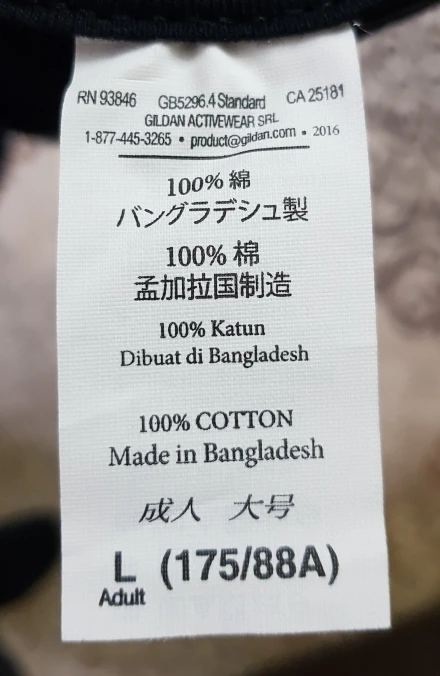 RN 93846 GB5296.4 Standard CA 25181
GILDAN ACTIVEWEAR SRL
1-877-445-3265 • product@gildan.com • 2016
100% 綿
バングラデシュ製
100% 棉
孟加拉国制造
100% Katun
Dibuat di Bangladesh
100% COTTON
Made in Bangladesh
成人 大号
L (175/88A)
Adult